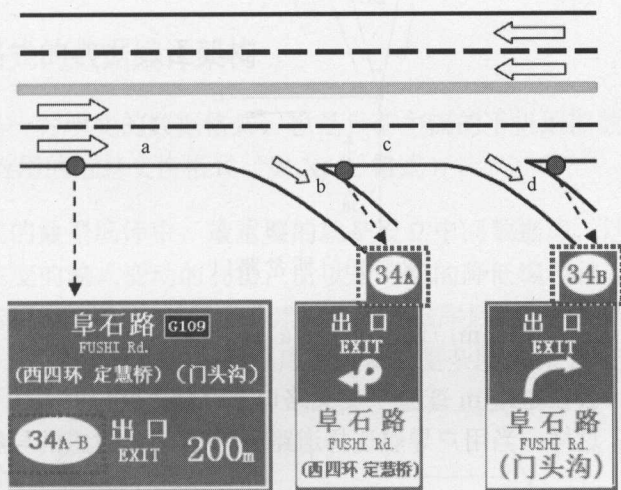 a
b
c
d
34A
34B
阜石路 G109
FUSHI Rd.
(西四环 定慧桥) (门头沟)
34A-B 出口 200m
EXIT
出口
EXIT
阜石路
FUSHI Rd.
(西四环 定慧桥)
出口
EXIT
阜石路
FUSHI Rd.
(门头沟)